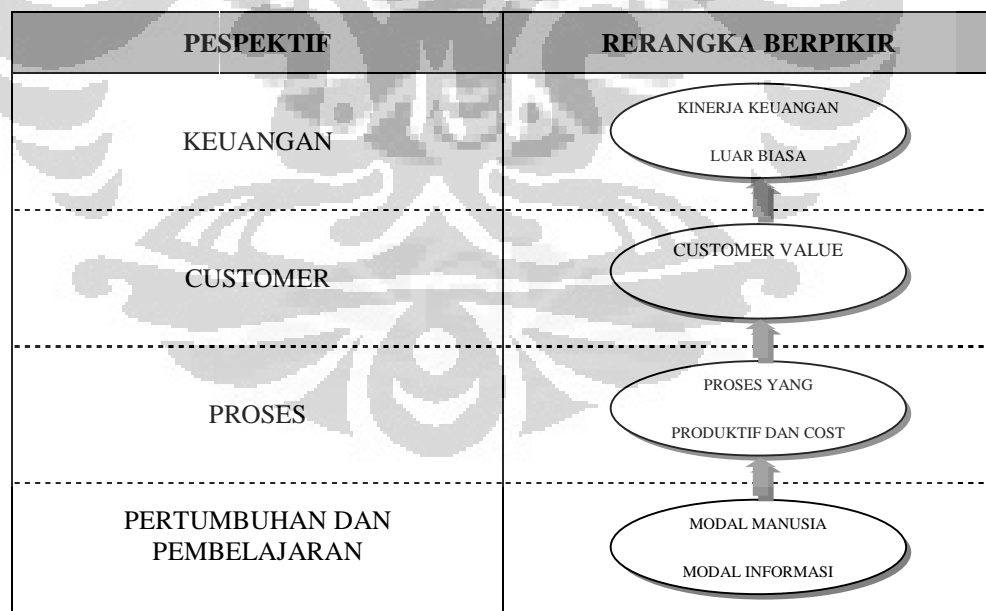 PESPEKTIF
RERANGKA BERPIKIR
KEUANGAN
KINERJA KEUANGAN
LUAR BIASA
CUSTOMER
CUSTOMER VALUE
PROSES
PROSES YANG
PRODUKTIF DAN COST
PERTUMBUHAN DAN
PEMBELAJARAN
MODAL MANUSIA
MODAL INFORMASI